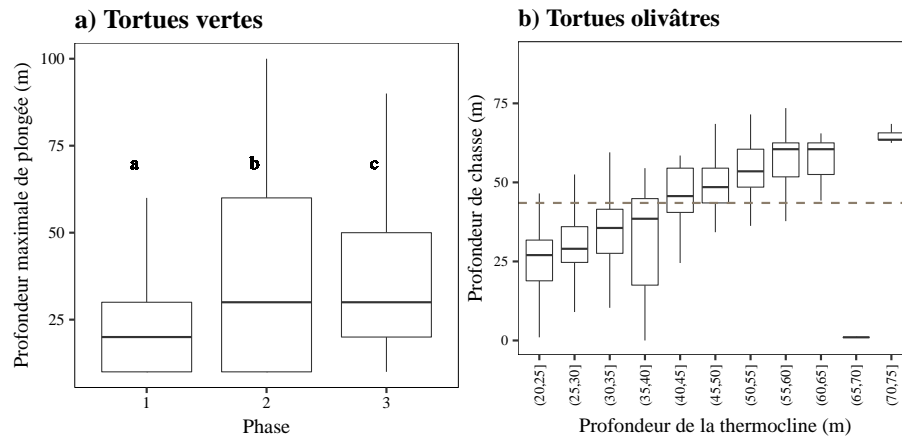 a) Tortues vertes
Profondeur maximale de plongée (m)
100
75
50
25
a
b
c
1
2
3
Phase
b) Tortues olivâtres
Profondeur de chasse (m)
75
50
25
0
(20,25]
(25,30]
(30,35]
(35,40]
(40,45]
(45,50]
(50,55]
(55,60]
(60,65]
(65,70]
(70,75]
Profondeur de la thermocline (m)